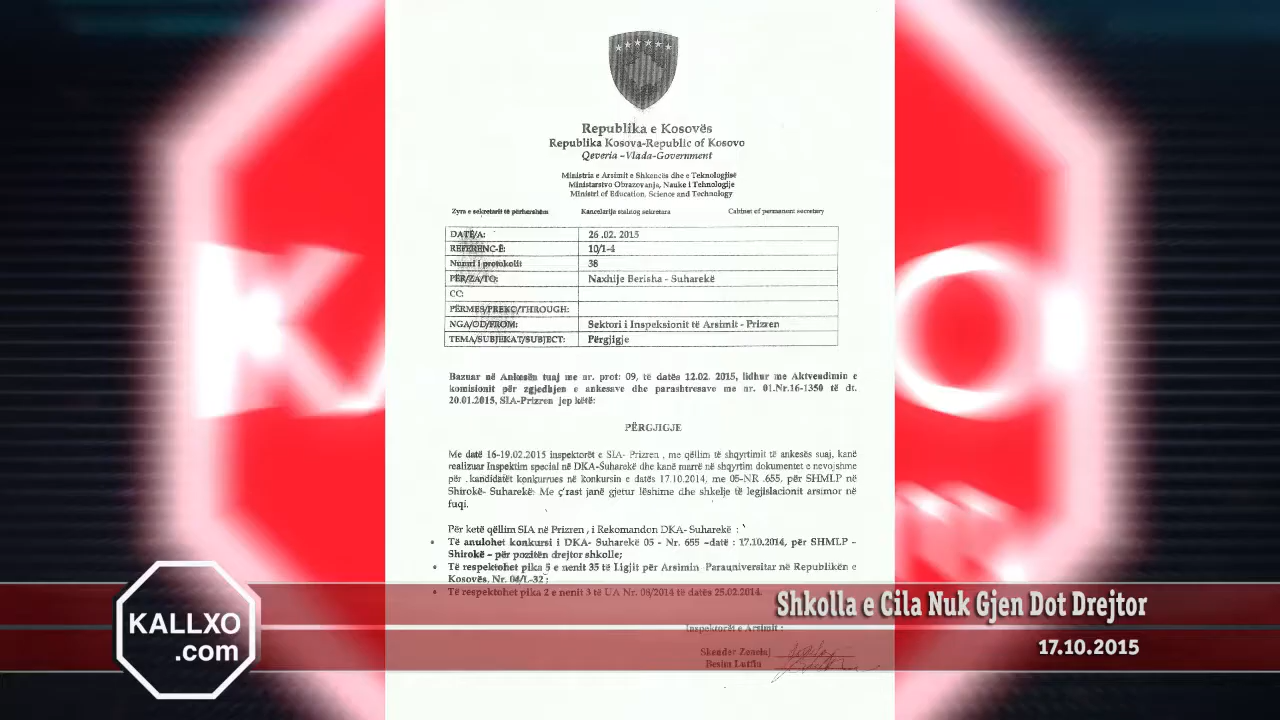 Republika e Kosovës
Republika Kosova-Republic of Kosovo
Qeveria –Vlada-Government
Ministria e Arsimit e Shkencës dhe e Teknologjisë
Ministarstvo Obrazovanja, Nauke i Tehnologije
Ministri of Education, Science and Technology
Zyra e sekretarit të përhershëm Kancelarija stalnog sekretara Cabinet of permanent secretary
DATË/A: 26 .02. 2015
REFERENC-Ë: 10/1-4
Numri i protokolit 38
PËR/ZA/TO: Naxhije Berisha - Suharekë
CC:
PËRMES/PREKO/THROUGH:
NGA/OD/FROM: Sektori i Inspeksionit të Arsimit - Prizren
TEMA/SUBJEKAT/SUBJECT: Përgjigje
Bazuar në Ankesën tuaj me nr. prot: 09, të datës 12.02. 2015, lidhur me Aktvendimin e
komisionit për zgjedhjen e ankesave dhe parashtresave me nr. 01.Nr.16-1350 të dt.
20.01.2015, SIA-Prizren jep këtë:
PËRGJIGJE
Me datë 16-19.02.2015 inspektorët e SIA- Prizren , me qëllim të shqyrtimit të ankesës suaj, kanë
realizuar Inspektim special në DKA-Suharekë dhe kanë marrë në shqyrtim dokumentet e nevojshme
për .kandidatët konkurrues në konkursin e datës 17.10.2014, me 05-NR .655, për SHMLP në
Shirokë- Suharekë: Me ç'rast janë gjetur lëshime dhe shkelje të legjislacionit arsimor në
fuqi.
Për ketë qëllim SIA në Prizren , i Rekomandon DKA- Suharekë :
• Të anulohet konkursi i DKA- Suharekë 05 - Nr. 655 –datë : 17.10.2014, për SHMLP –
Shirokë – për pozitën drejtor shkolle;
• Të respektohet pika 5 e nenit 35 të Ligjit për Arsimin Parauniversitar në Republikën e
Kosovës, Nr. 04/L-32 ;
• Të respektohet pika 2 e nenit 3 të UA Nr. 08/2014 të datës 25.02.2014.
Inspektorët e Arsimit :
Skender
Besim Lutfiu
KALLXO
.com
Shkolla e Cila Nuk Gjen Dot Drejtor
17.10.2015